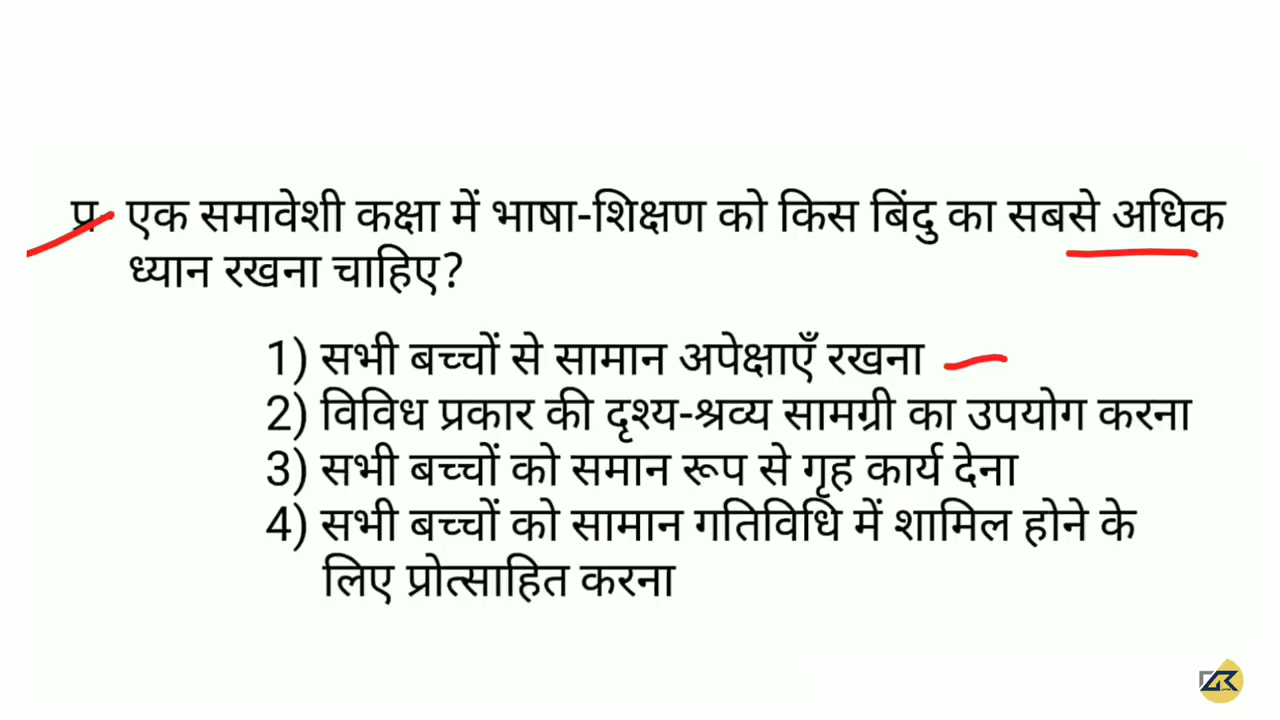 प्र एक समावेशी कक्षा में भाषा-शिक्षण को किस बिंदु का सबसे अधिक
ध्यान रखना चाहिए?
1) सभी बच्चों से सामान अपेक्षाएँ रखना
2) विविध प्रकार की दृश्य-श्रव्य सामग्री का उपयोग करना
3) सभी बच्चों को समान रूप से गृह कार्य देना
4) सभी बच्चों को सामान गतिविधि में शामिल होने के
लिए प्रोत्साहित करना